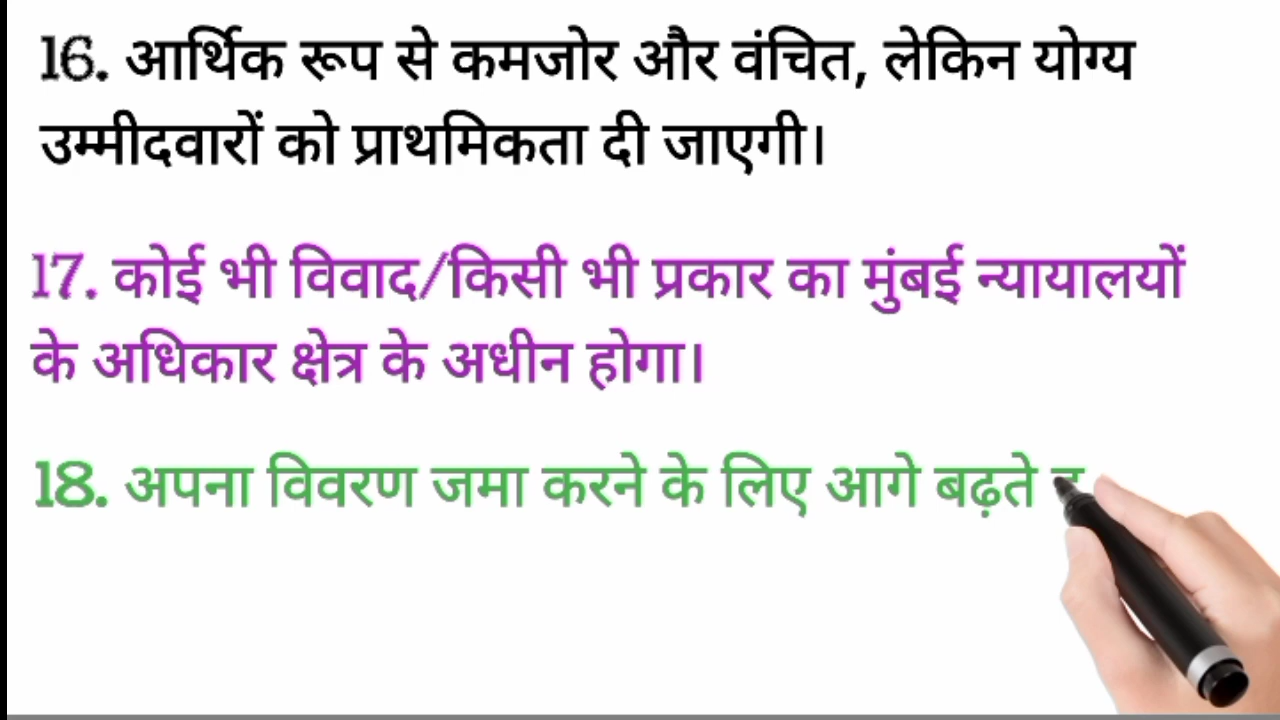 16. आर्थिक रूप से कमजोर और वंचित, लेकिन योग्य
उम्मीदवारों को प्राथमिकता दी जाएगी।
17. कोई भी विवाद/किसी भी प्रकार का मुंबई न्यायालयों
के अधिकार क्षेत्र के अधीन होगा।
18. अपना विवरण जमा करने के लिए आगे बढ़ते